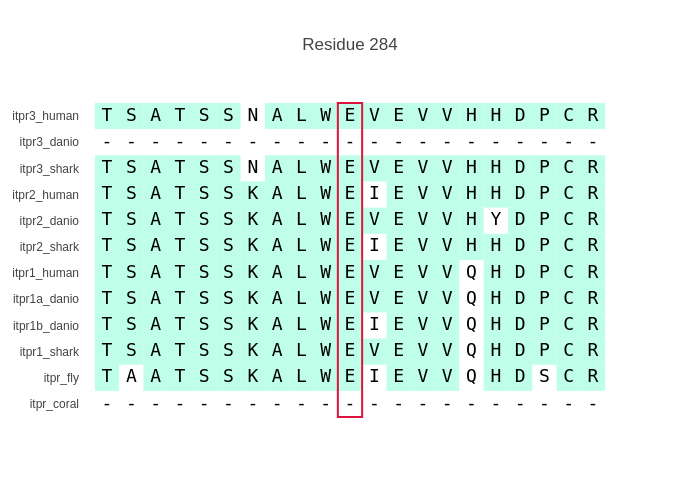 Residue 284
itpr3_human T S A T S S N A L W E V E V V H H D P C R
itpr3_danio - - - - - - - - - - - - - - - - - - - - -
itpr3_shark T S A T S S N A L W E V E V V H H D P C R
itpr2_human T S A T S S K A L W E I E V V H H D P C R
itpr2_danio T S A T S S K A L W E V E V V H Y D P C R
itpr2_shark T S A T S S K A L W E I E V V H H D P C R
itpr1_human T S A T S S K A L W E V E V V Q H D P C R
itpr1a_danio T S A T S S K A L W E V E V V Q H D P C R
itpr1b_danio T S A T S S K A L W E I E V V Q H D P C R
itpr1_shark T S A T S S K A L W E V E V V Q H D P C R
itpr_fly T A A T S S K A L W E I E V V Q H D S C R
itpr_coral - - - - - - - - - - - - - - - - - - - - -